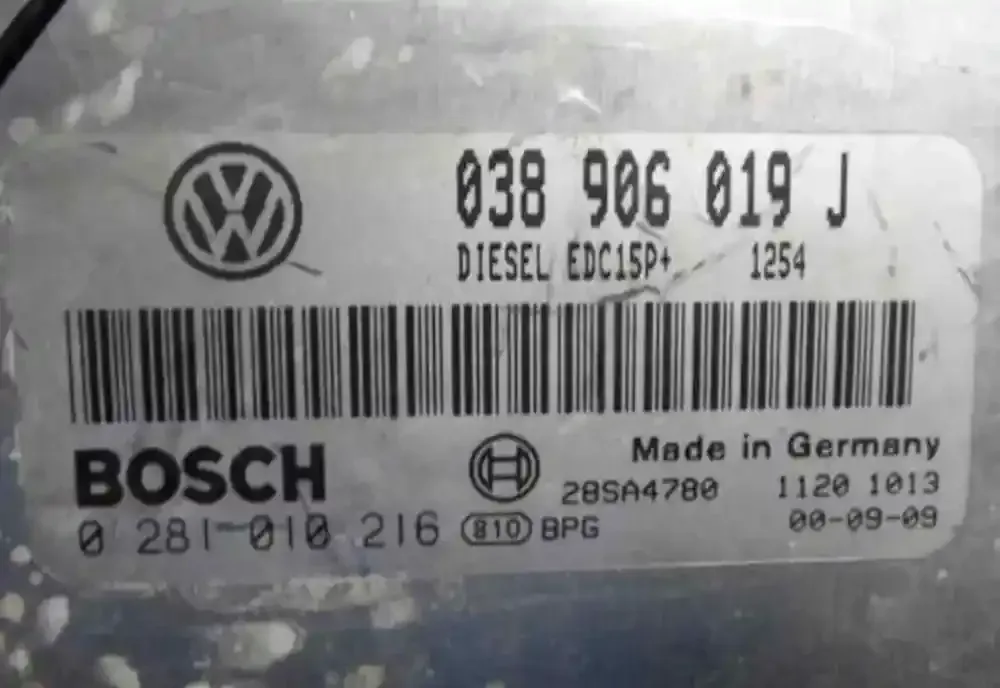 038 906 019 J
DIESEL EDC15P+ 1254
BOSCH
Made in Germany
28SA4780 1120 1013
0 281 010 216 810 BPG
00-09-09